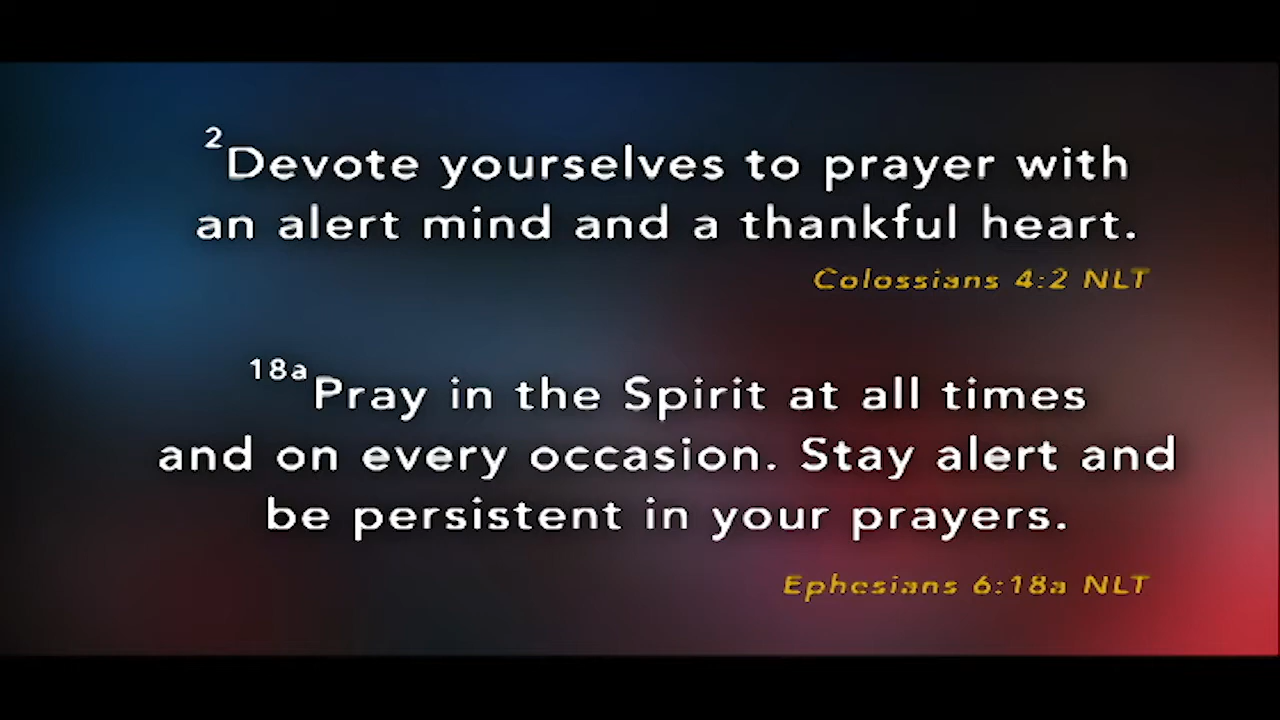 ²Devote yourselves to prayer with
an alert mind and a thankful heart.
Colossians 4:2 NLT
18aPray in the Spirit at all times
and on every occasion. Stay alert and
be persistent in your prayers.
Ephesians 6:18a NLT